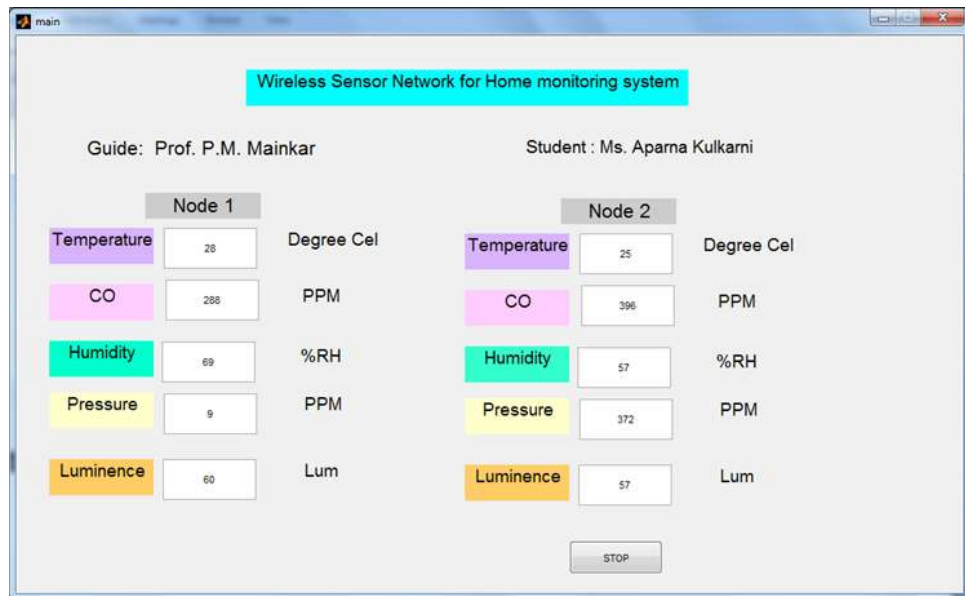 main
Wireless Sensor Network for Home monitoring system
Guide: Prof. P.M. Mainkar
Student : Ms. Aparna Kulkarni
Node 1
Temperature 28 Degree Cel
CO 288 PPM
Humidity 69 %RH
Pressure 9 PPM
Luminence 60 Lum
Node 2
Temperature 25 Degree Cel
CO 396 PPM
Humidity 57 %RH
Pressure 372 PPM
Luminence 57 Lum
STOP